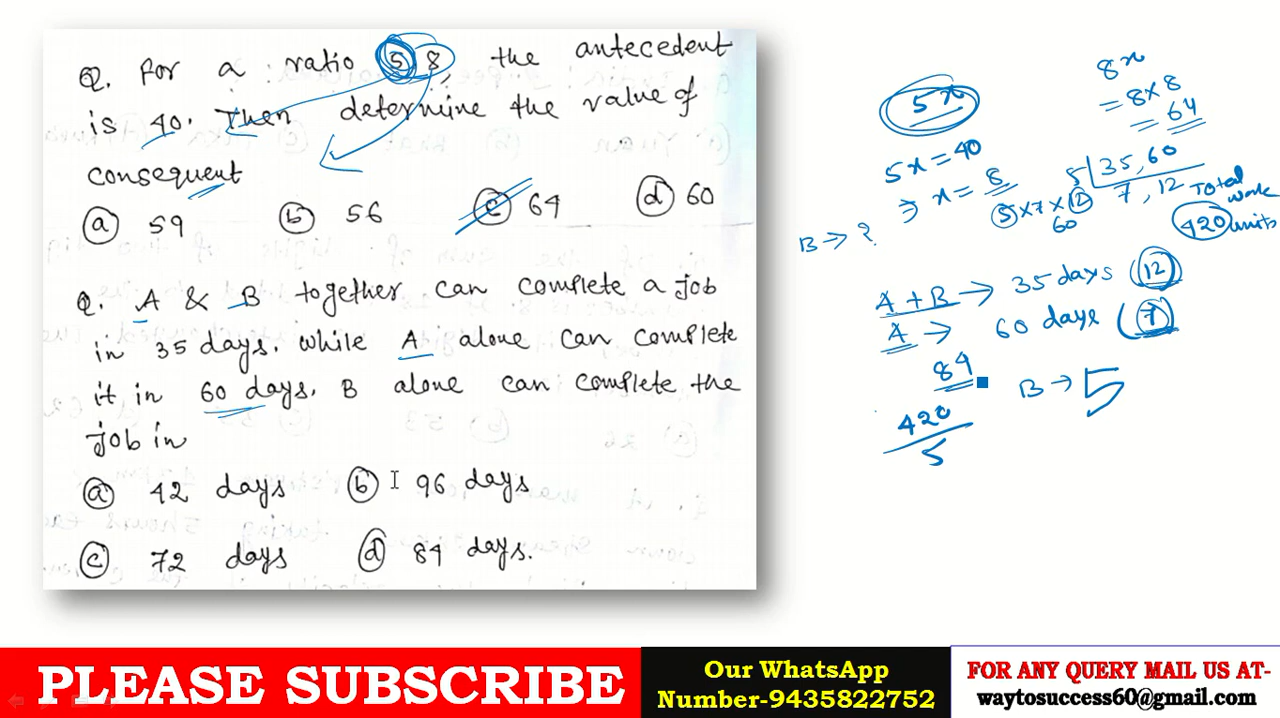 Q. For a ratio 5:8, the antecedent
is 40. Then determine the value of
consequent
(a) 59 (b) 56 (c) 64 (d) 60
Q. A & B together can complete a job
in 35 days, while A alone can complete
it in 60 days. B alone can complete the
job in
(a) 42 days (b) 96 days
(c) 72 days (d) 84 days.
5x
5x = 40
⇒ x = 8
8x
= 8×8
= 64
5 | 35, 60
7, 12
5×7×12
60
Total
work
420 units
B → ?
A + B → 35 days (12)
A → 60 days (7)
B → 5
84
420
5
PLEASE SUBSCRIBE
Our WhatsApp
Number-9435822752
FOR ANY QUERY MAIL US AT-
waytosuccess60@gmail.com